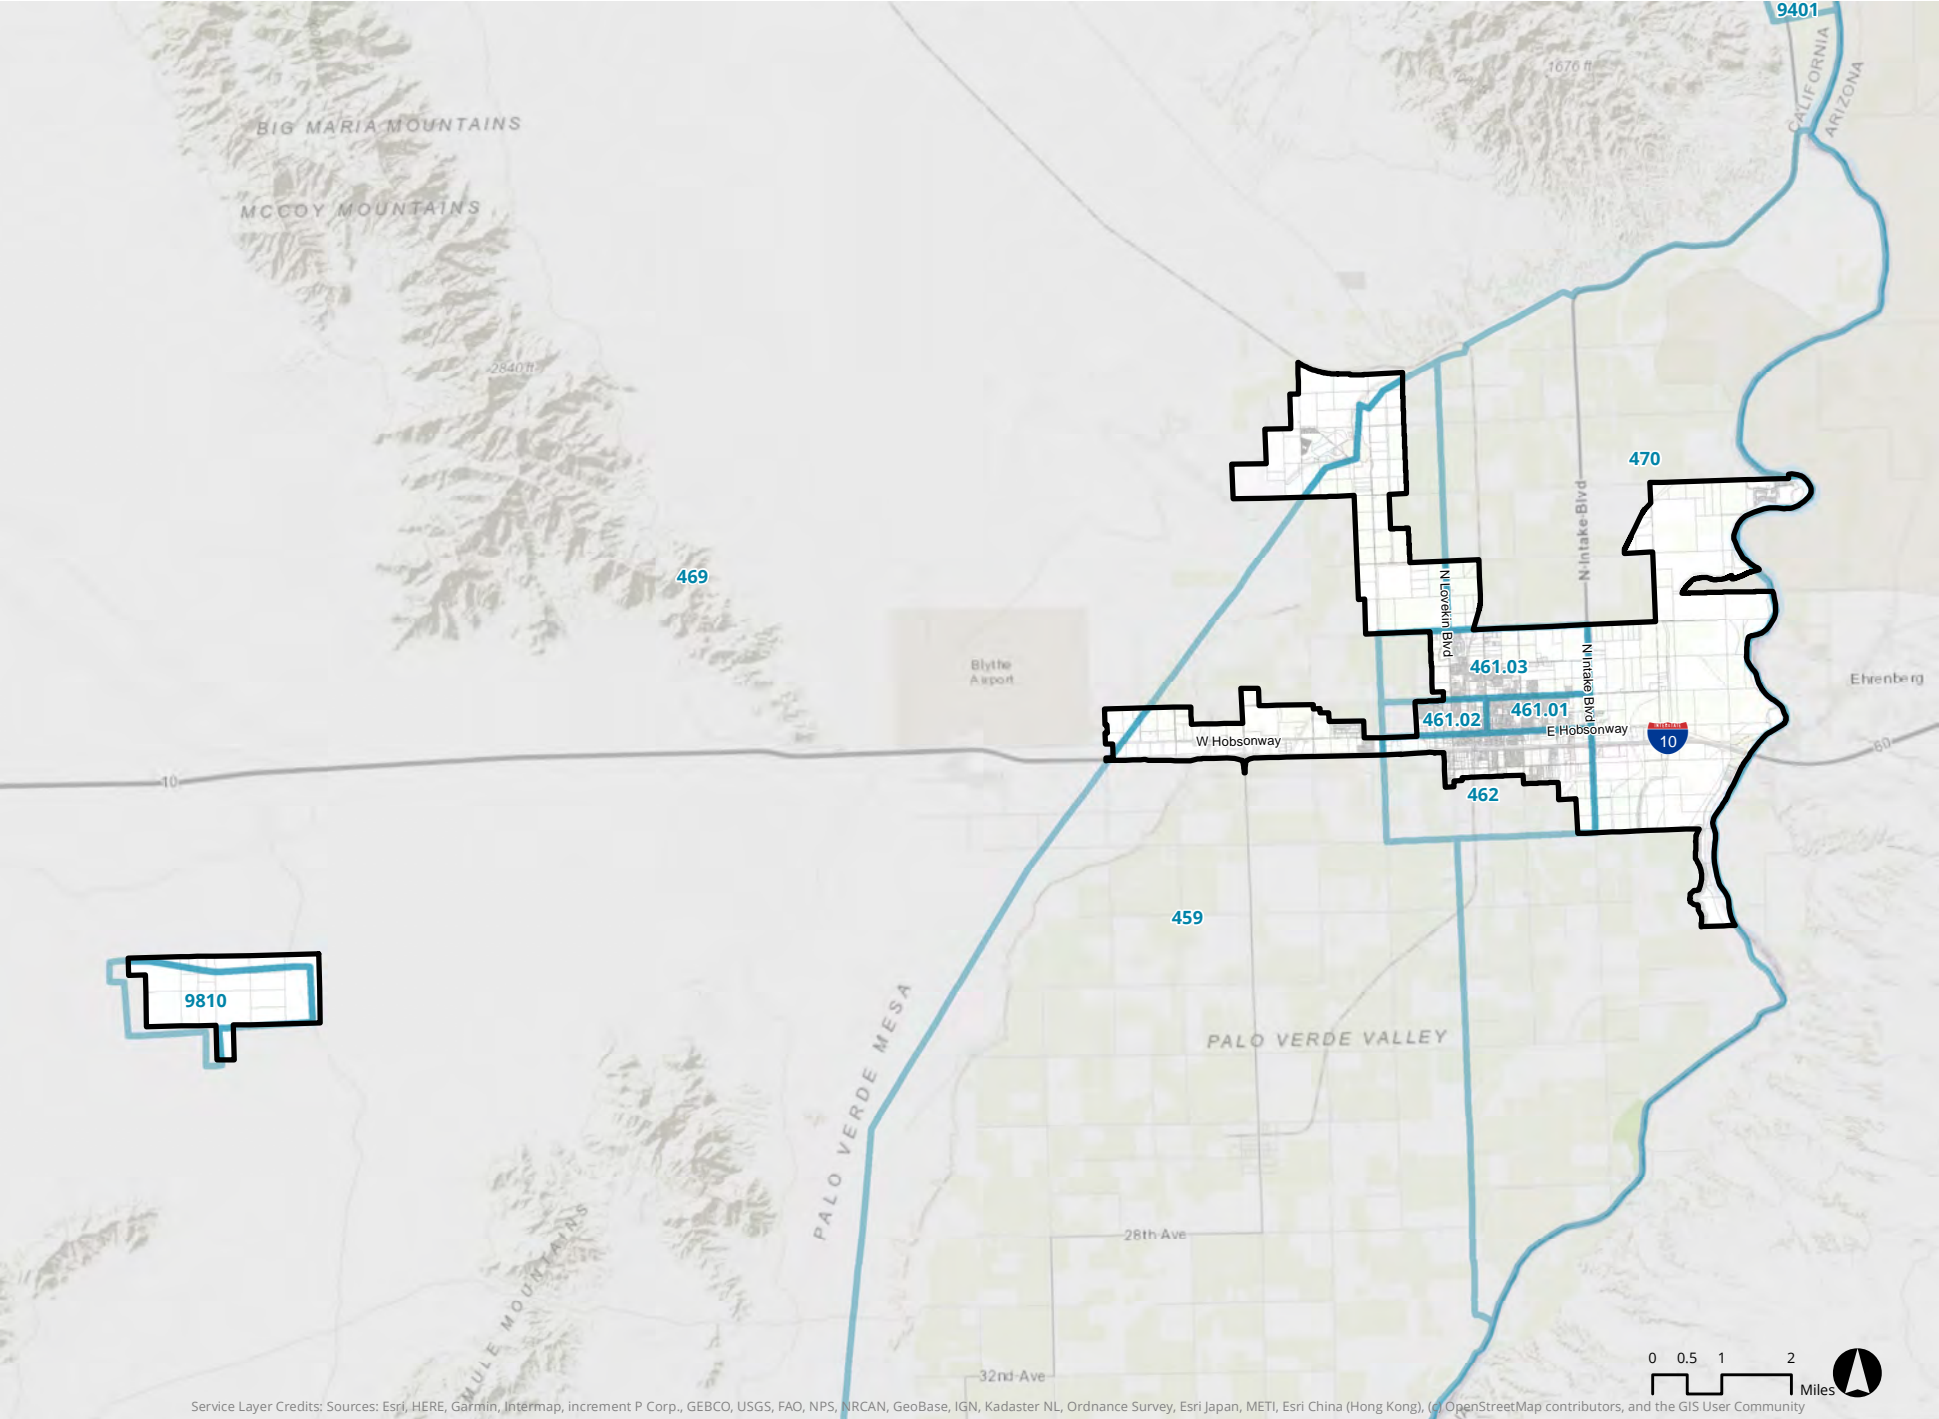 9401
CALIFORNIA
ARIZONA
1676 ft
BIG MARIA MOUNTAINS
MCCOY MOUNTAINS
2840 ft
470
N Intake Blvd
469
N Lovekin Blvd
Blythe
Airport
461.03
N Intake Blvd
Ehrenberg
461.02
461.01
E Hobsonway
W Hobsonway
10
60
10
462
459
9810
PALO VERDE MESA
PALO VERDE VALLEY
28th Ave
MULE MOUNTAINS
32nd Ave
0 0.5 1 2
Miles
Service Layer Credits: Sources: Esri, HERE, Garmin, Intermap, increment P Corp., GEBCO, USGS, FAO, NPS, NRCAN, GeoBase, IGN, Kadaster NL, Ordnance Survey, Esri Japan, METI, Esri China (Hong Kong), (c) OpenStreetMap contributors, and the GIS User Community